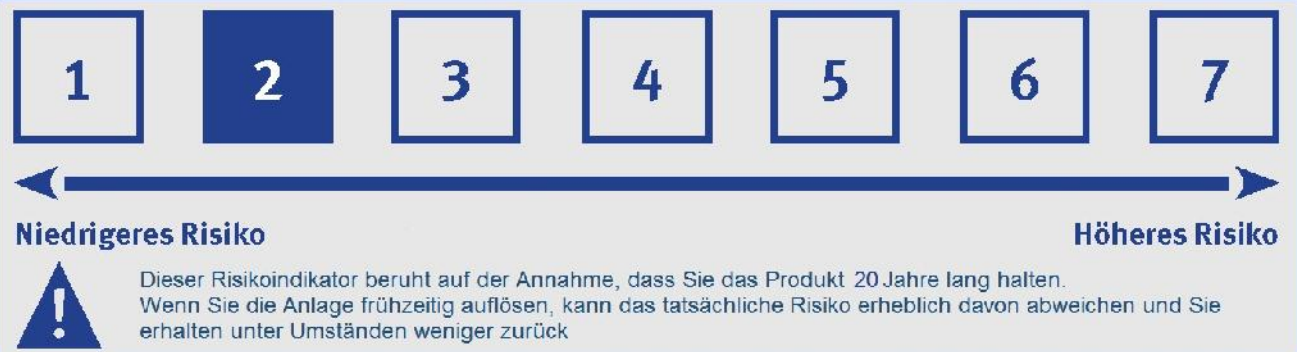 1 2 3 4 5 6 7
Niedrigeres Risiko Höheres Risiko
Dieser Risikoindikator beruht auf der Annahme, dass Sie das Produkt 20 Jahre lang halten.
Wenn Sie die Anlage frühzeitig auflösen, kann das tatsächliche Risiko erheblich davon abweichen und Sie
erhalten unter Umständen weniger zurück